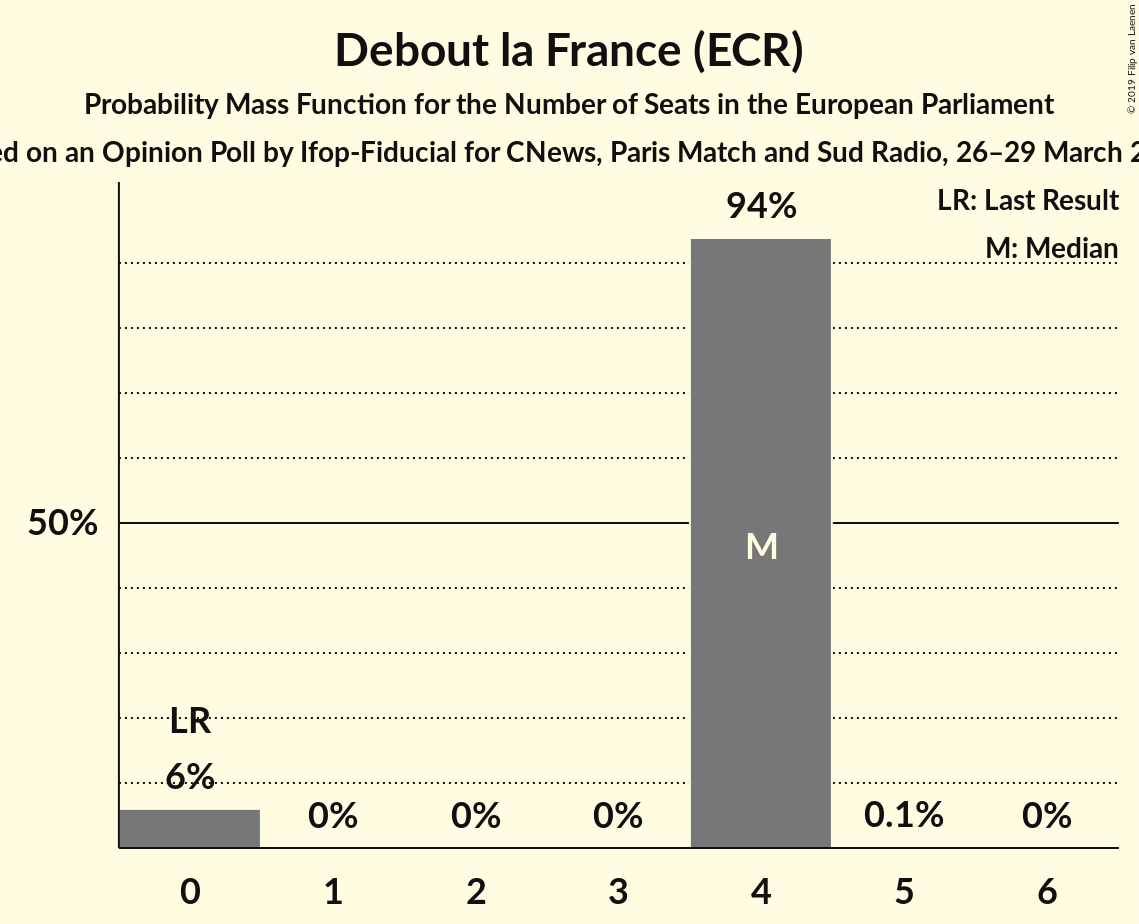 Debout la France (ECR)
Probability Mass Function for the Number of Seats in the European Parliament
on an Opinion Poll by Ifop-Fiducial for CNews, Paris Match and Sud Radio, 26–29 March
© 2019 Filip van Laenen
LR: Last Result
M: Median
94%
50%
M
LR
6%
0%
0%
0%
0.1%
0%
0
1
2
3
4
5
6